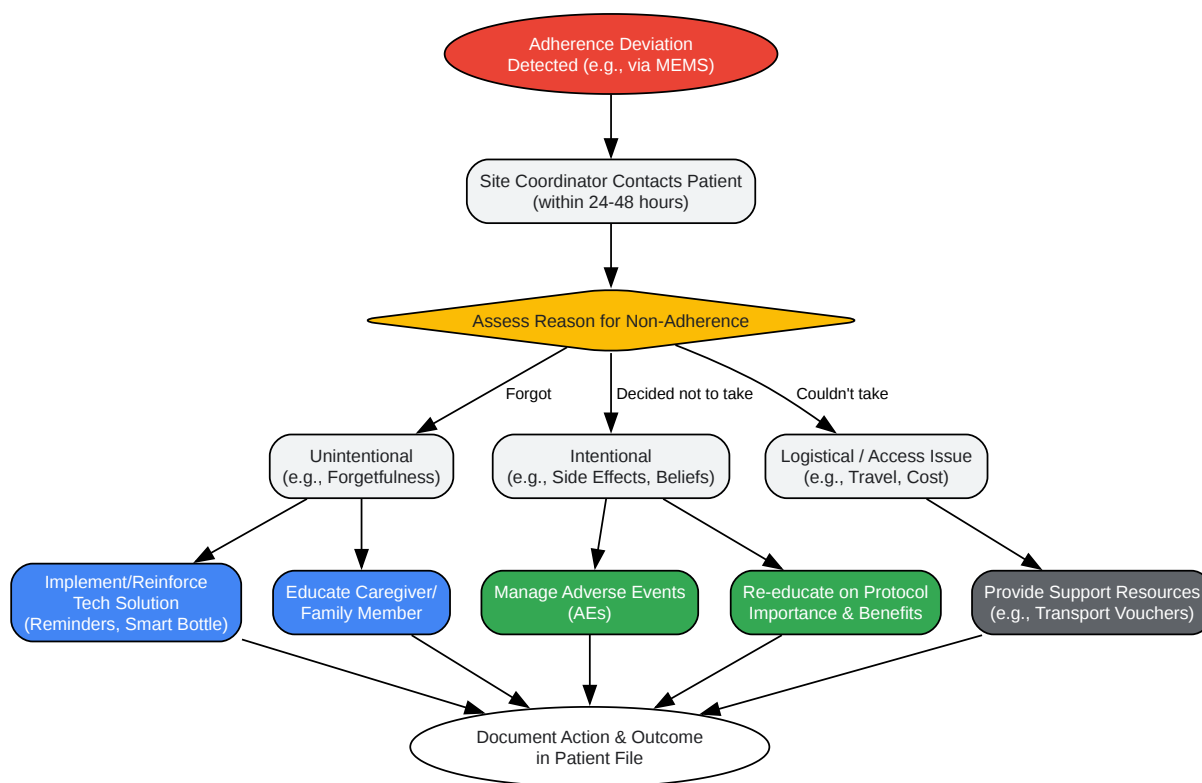 Adherence Deviation
Detected (e.g., via MEMS)
Site Coordinator Contacts Patient
(within 24-48 hours)
Assess Reason for Non-Adherence
Forgot
Decided not to take
Couldn't take
Unintentional
(e.g., Forgetfulness)
Intentional
(e.g., Side Effects, Beliefs)
Logistical / Access Issue
(e.g., Travel, Cost)
Implement/Reinforce
Tech Solution
(Reminders, Smart Bottle)
Educate Caregiver/
Family Member
Manage Adverse Events
(AEs)
Re-educate on Protocol
Importance & Benefits
Provide Support Resources
(e.g., Transport Vouchers)
Document Action & Outcome
in Patient File